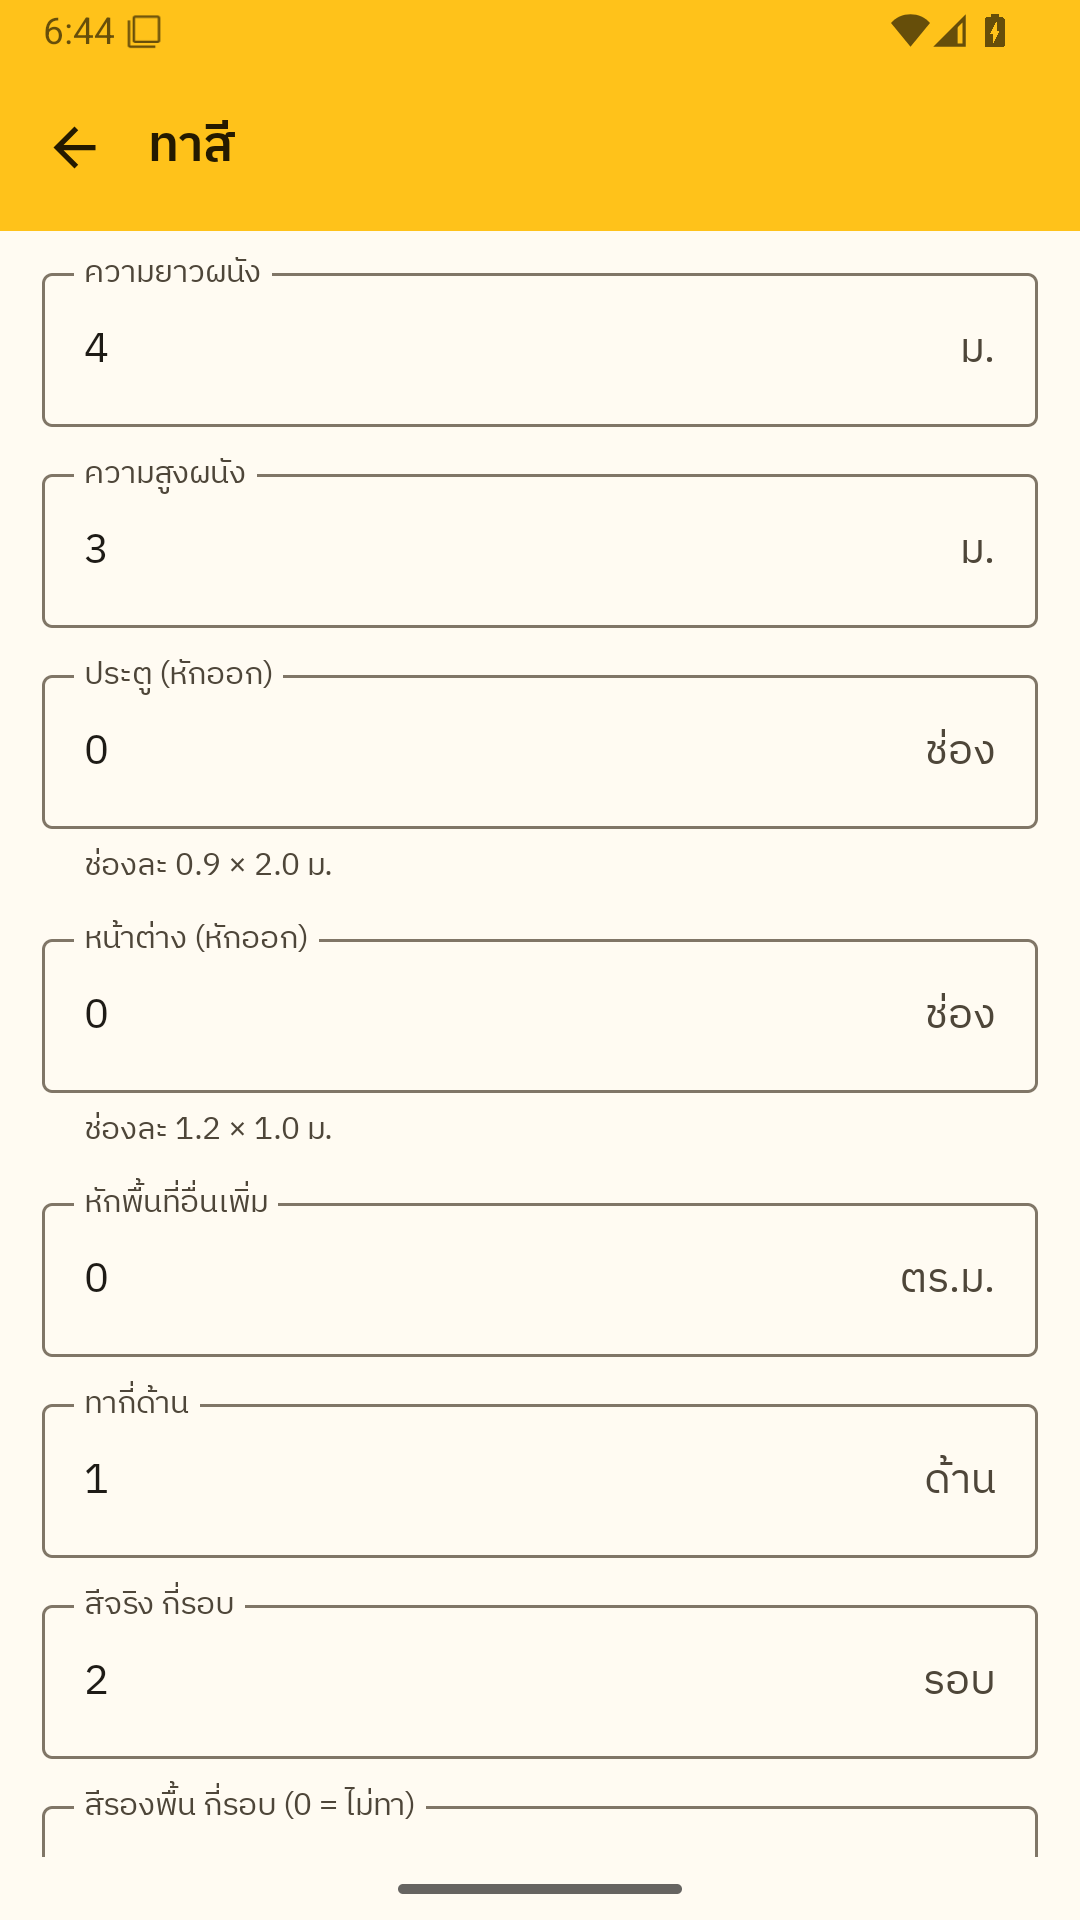 6:44
ทาสี
ความยาวผนัง
4 ม.
ความสูงผนัง
3 ม.
ประตู (หักออก)
0 ช่อง
ช่องละ 0.9 × 2.0 ม.
หน้าต่าง (หักออก)
0 ช่อง
ช่องละ 1.2 × 1.0 ม.
หักพื้นที่อื่นเพิ่ม
0 ตร.ม.
ทากี่ด้าน
1 ด้าน
สีจริง กี่รอบ
2 รอบ
สีรองพื้น กี่รอบ (0 = ไม่ทา)